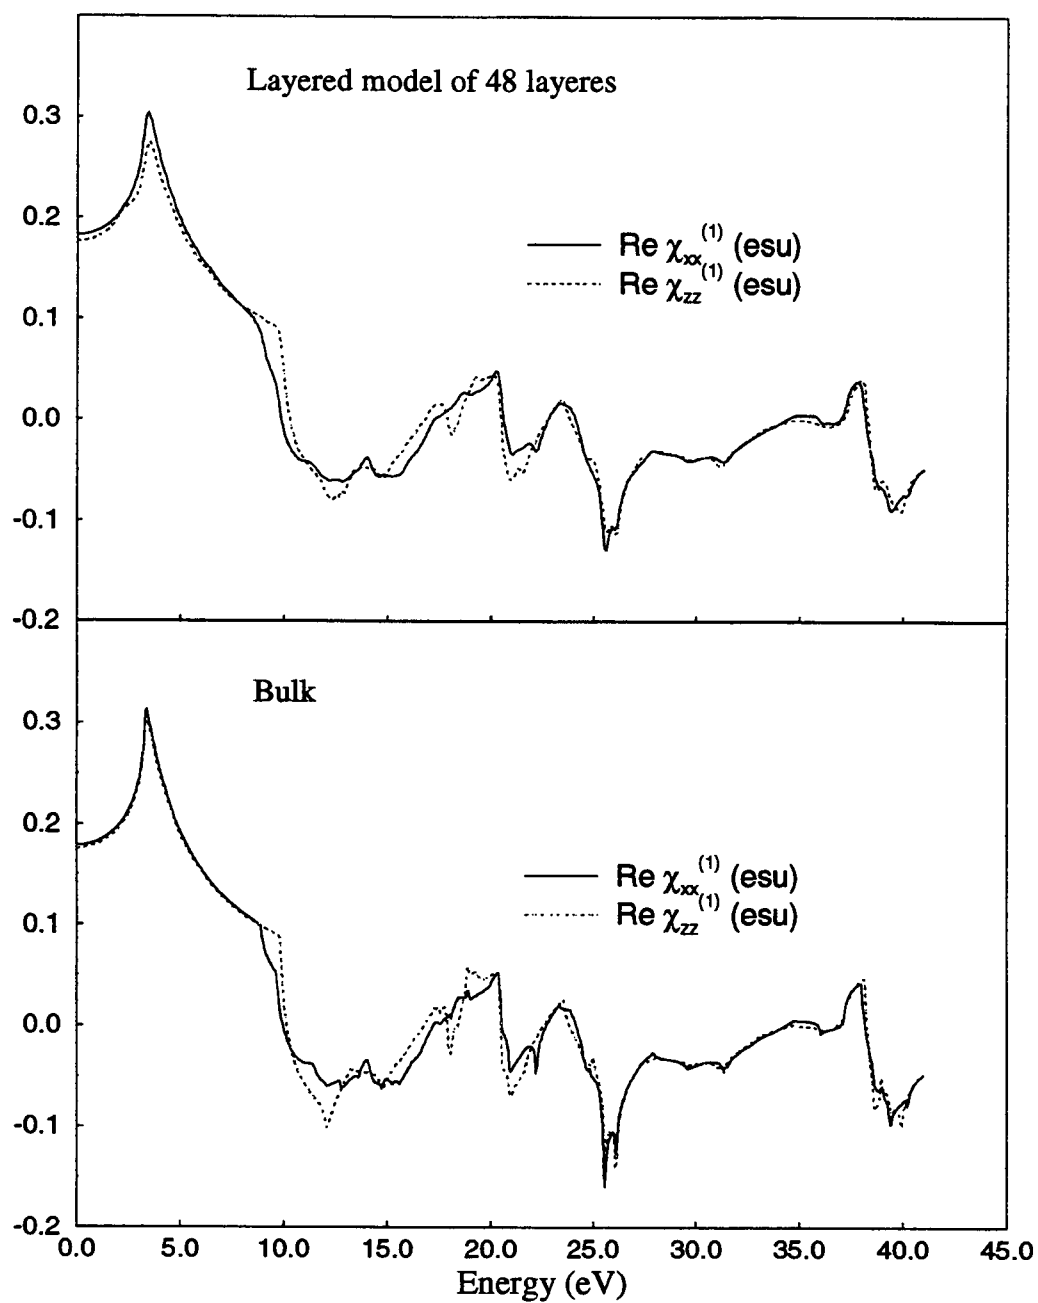 Layered model of 48 layeres
0.3
0.2
Re χxx(1) (esu)
Re χzz(1) (esu)
0.1
0.0
-0.1
-0.2
Bulk
0.3
0.2
Re χxx(1) (esu)
Re χzz(1) (esu)
0.1
0.0
-0.1
-0.2
0.0 5.0 10.0 15.0 20.0 25.0 30.0 35.0 40.0 45.0
Energy (eV)